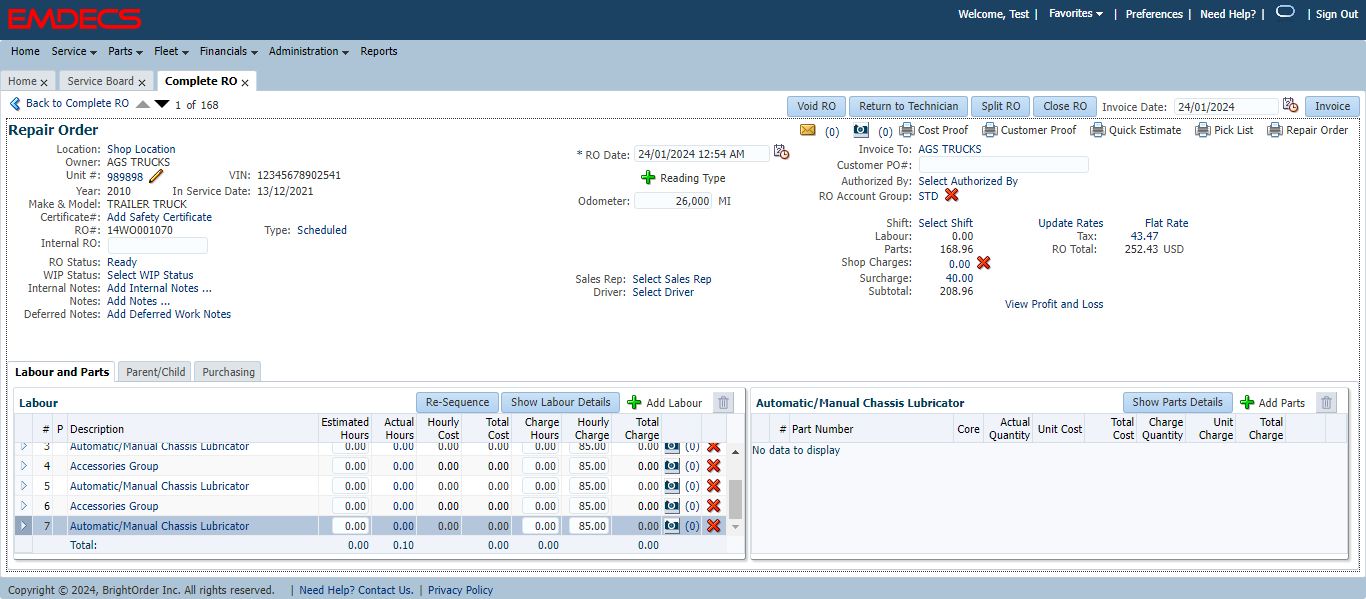 EMDECS
Welcome, Test | Favorites | Preferences | Need Help? | | Sign Out
Home Service Parts Fleet Financials Administration Reports
Home Service Board Complete RO
Back to Complete RO 1 of 168 Void RO Return to Technician Split RO Close RO Invoice Date: 24/01/2024 Invoice
Repair Order (0) (0) Cost Proof Customer Proof Quick Estimate Pick List Repair Order
Location: Shop Location
Owner: AGS TRUCKS
Unit #: 989898 VIN: 12345678902541
Year: 2010 In Service Date: 13/12/2021
Make & Model: TRAILER TRUCK
Certificate#: Add Safety Certificate
RO#: 14WO001070 Type: Scheduled
Internal RO:
RO Status: Ready
WIP Status: Select WIP Status
Internal Notes: Add Internal Notes ...
Notes: Add Notes ...
Deferred Notes: Add Deferred Work Notes
* RO Date: 24/01/2024 12:54 AM
Reading Type
Odometer: 26,000 MI
Sales Rep: Select Sales Rep
Driver: Select Driver
Invoice To: AGS TRUCKS
Customer PO#:
Authorized By: Select Authorized By
RO Account Group: STD
Shift: Select Shift Update Rates Flat Rate
Labour: 0.00 Tax: 43.47
Parts: 168.96 RO Total: 252.43 USD
Shop Charges: 0.00
Surcharge: 40.00
Subtotal: 208.96
View Profit and Loss
Labour and Parts Parent/Child Purchasing
Labour Re-Sequence Show Labour Details Add Labour
# P Description Estimated Hours Actual Hours Hourly Cost Total Cost Charge Hours Hourly Charge Total Charge
3 Automatic/Manual Chassis Lubricator 0.00 0.00 0.00 0.00 0.00 85.00 0.00 (0)
4 Accessories Group 0.00 0.00 0.00 0.00 0.00 85.00 0.00 (0)
5 Automatic/Manual Chassis Lubricator 0.00 0.00 0.00 0.00 0.00 85.00 0.00 (0)
6 Accessories Group 0.00 0.00 0.00 0.00 0.00 85.00 0.00 (0)
7 Automatic/Manual Chassis Lubricator 0.00 0.00 0.00 0.00 0.00 85.00 0.00 (0)
Total: 0.00 0.10 0.00 0.00 0.00
Automatic/Manual Chassis Lubricator Show Parts Details Add Parts
# Part Number Core Actual Quantity Unit Cost Total Cost Charge Quantity Unit Charge Total Charge
No data to display
Copyright © 2024, BrightOrder Inc. All rights reserved. | Need Help? Contact Us. | Privacy Policy